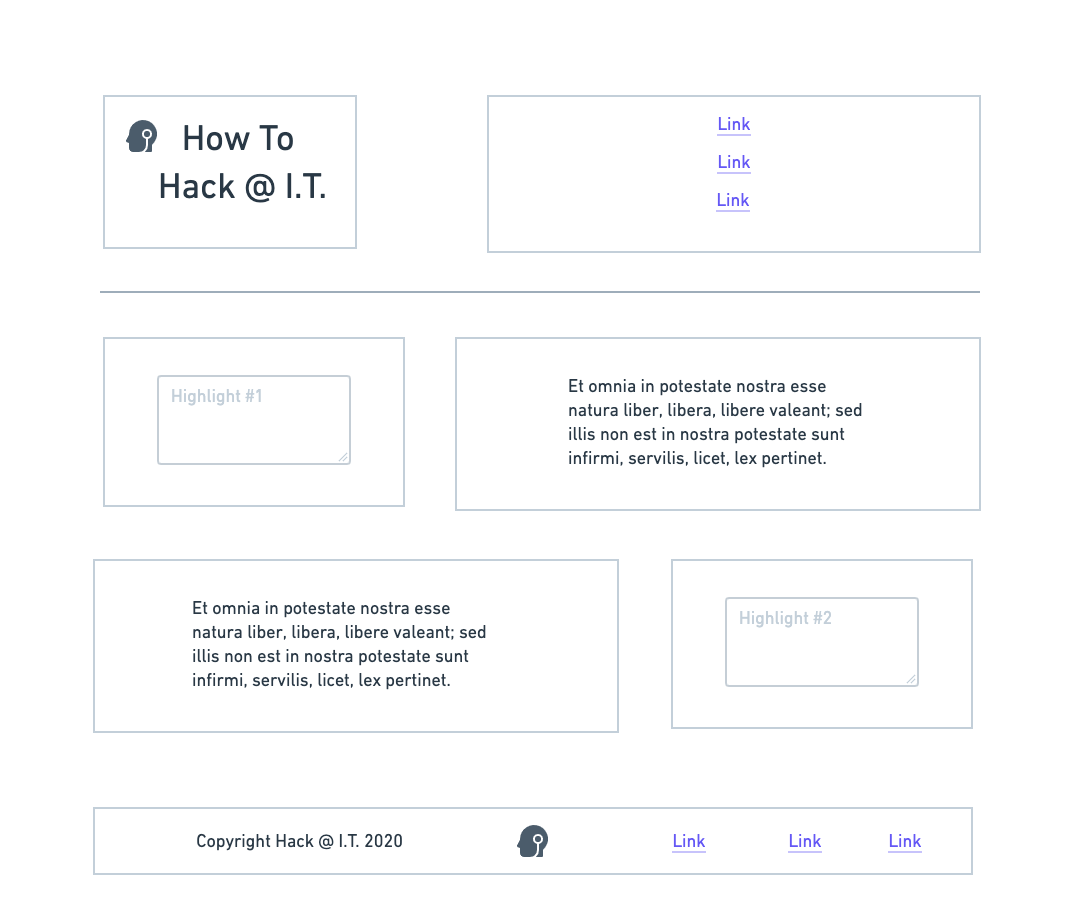 How To
Hack @ I.T.
Link
Link
Link
Highlight #1
Et omnia in potestate nostra esse
natura liber, libera, libere valeant; sed
illis non est in nostra potestate sunt
infirmi, servilis, licet, lex pertinet.
Et omnia in potestate nostra esse
natura liber, libera, libere valeant; sed
illis non est in nostra potestate sunt
infirmi, servilis, licet, lex pertinet.
Highlight #2
Copyright Hack @ I.T. 2020
Link
Link
Link